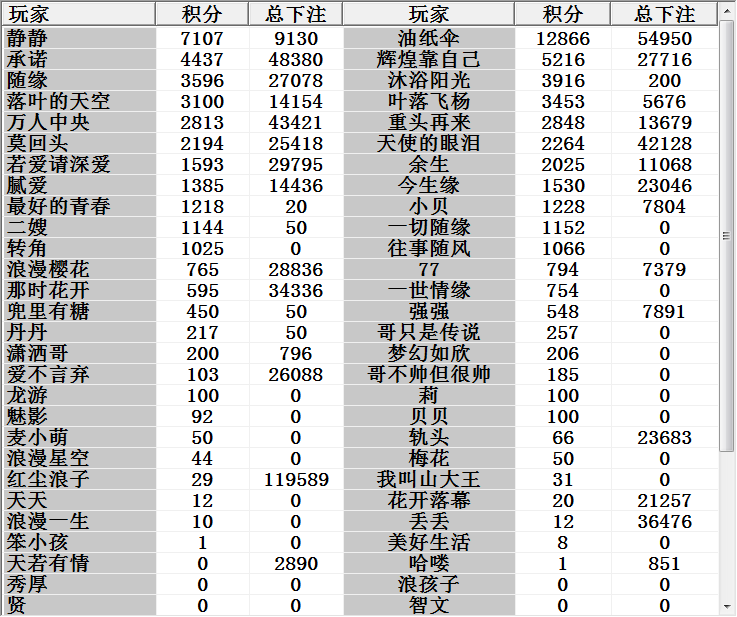 玩家 积分 总下注 玩家 积分 总下注
静静 7107 9130 油纸伞 12866 54950
承诺 4437 48380 辉煌靠自己 5216 27716
随缘 3596 27078 沐浴阳光 3916 200
落叶的天空 3100 14154 叶落飞杨 3453 5676
万人中央 2813 43421 重头再来 2848 13679
莫回头 2194 25418 天使的眼泪 2264 42128
若爱请深爱 1593 29795 余生 2025 11068
腻爱 1385 14436 今生缘 1530 23046
最好的青春 1218 20 小贝 1228 7804
二嫂 1144 50 一切随缘 1152 0
转角 1025 0 往事随风 1066 0
浪漫樱花 765 28836 77 794 7379
那时花开 595 34336 一世情缘 754 0
兜里有糖 450 50 强强 548 7891
丹丹 217 50 哥只是传说 257 0
潇洒哥 200 796 梦幻如欣 206 0
爱不言弃 103 26088 哥不帅但很帅 185 0
龙游 100 0 莉 100 0
魅影 92 0 贝贝 100 0
麦小萌 50 0 轨头 66 23683
浪漫星空 44 0 梅花 50 0
红尘浪子 29 119589 我叫山大王 31 0
天天 12 0 花开落幕 20 21257
浪漫一生 10 0 丢丢 12 36476
笨小孩 1 0 美好生活 8 0
天若有情 0 2890 哈喽 1 851
秀厚 0 0 浪孩子 0 0
贤 0 0 智文 0 0